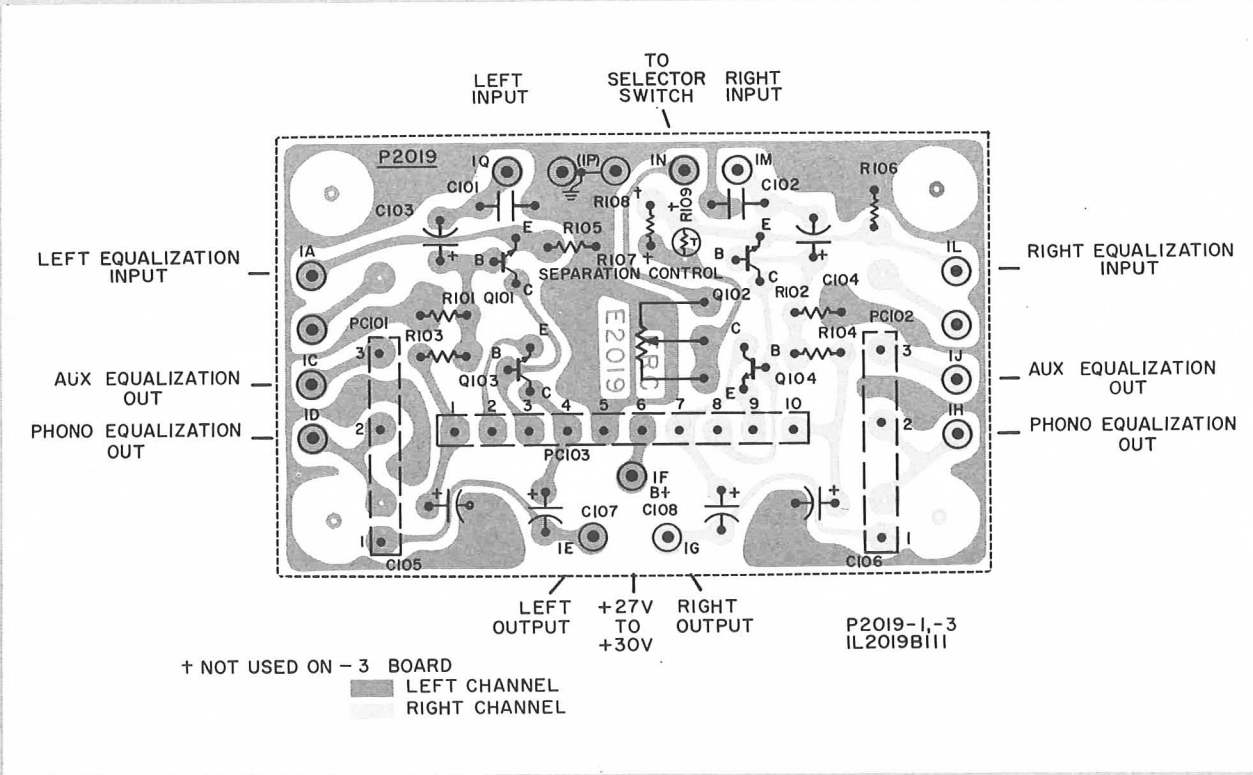 TO
SELECTOR
SWITCH
LEFT
INPUT
RIGHT
INPUT
P2019
IQ
(IP)
IN
IM
R106
C101
C102
C103
R108 †
†
R109
T
E
R105
E
IA
+
B
R107 †
B
+
IL
LEFT EQUALIZATION
INPUT
RIGHT EQUALIZATION
INPUT
SEPARATION CONTROL
C
C
R101
Q101
Q102
R102
C104
PC101
R103
E
E2019
TRC
C
R104
PC102
IC
3
B
B
3
IJ
Q103
C
E
Q104
AUX EQUALIZATION
OUT
AUX EQUALIZATION
OUT
ID
IH
1 2 3 4 5 6 7 8 9 10
PHONO EQUALIZATION
OUT
2
2
PHONO EQUALIZATION
OUT
PC103
IF
B+
+
+
C107
C108
+
+
1
IE
IG
1
C105
C106
LEFT
OUTPUT
+27V
TO
+30V
RIGHT
OUTPUT
P2019-1,-3
IL2019B111
† NOT USED ON -3 BOARD
LEFT CHANNEL
RIGHT CHANNEL